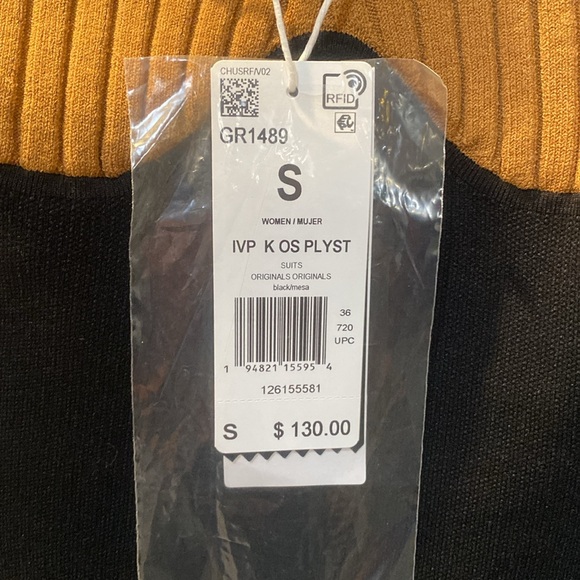 CHUSRF/V02
RFID
GR1489
S
WOMEN / MUJER
IVP K OS PLYST
SUITS
ORIGINALS ORIGINALS
black/mesa
36
720
UPC
1 94821 15595 4
126155581
S $ 130.00